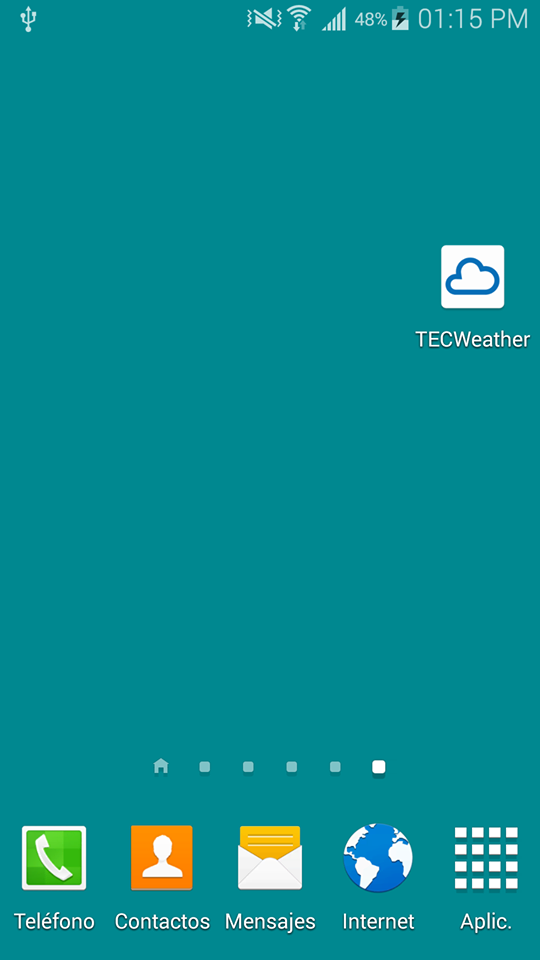 48% 01:15 PM
TECWeather
Teléfono Contactos Mensajes Internet Aplic.